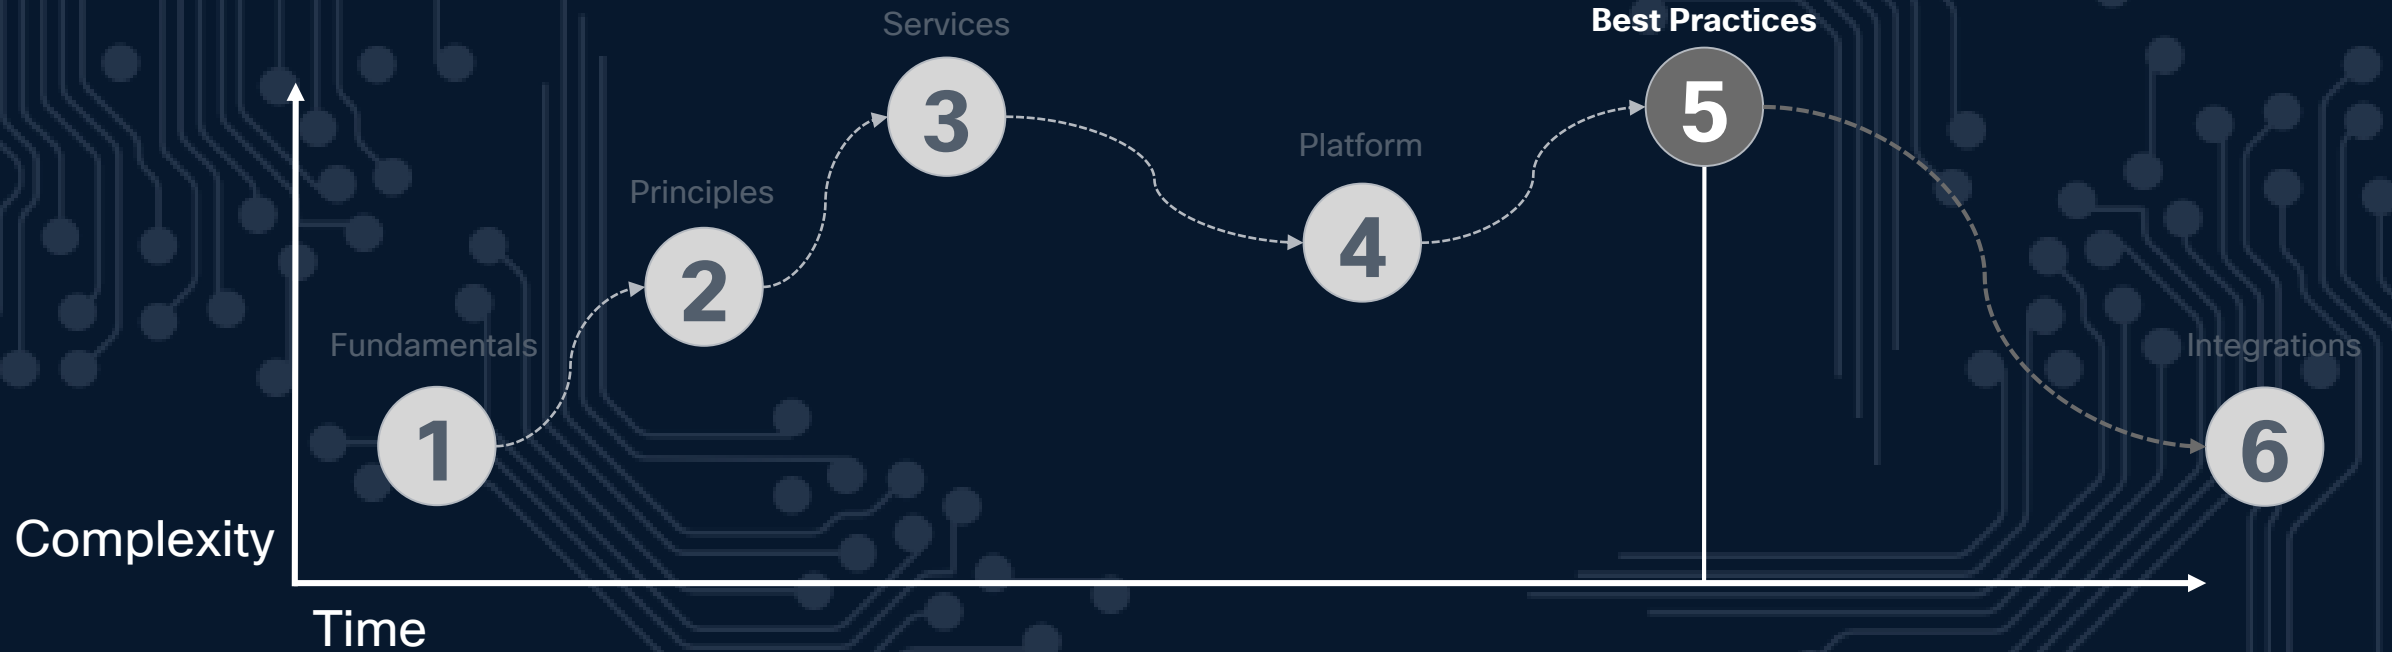 Services
Best Practices
3
5
Platform
Principles
4
2
Fundamentals
Integrations
1
6
Complexity
Time